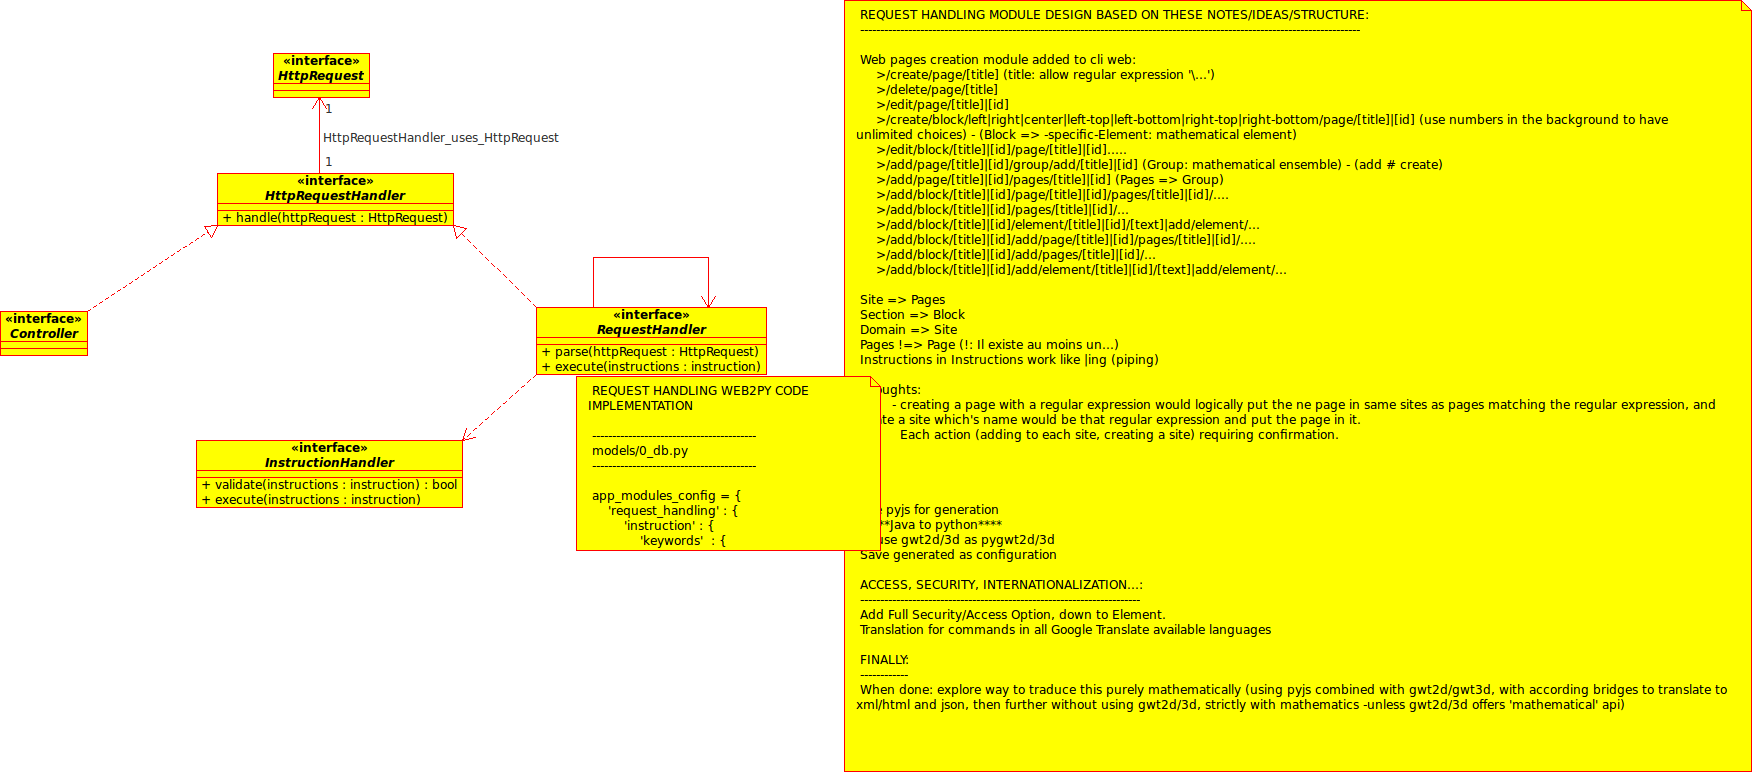 «interface»
HttpRequest
1
HttpRequestHandler_uses_HttpRequest
1
«interface»
HttpRequestHandler
+ handle(httpRequest : HttpRequest)
«interface»
Controller
«interface»
RequestHandler
+ parse(httpRequest : HttpRequest)
+ execute(instructions : instruction)
«interface»
InstructionHandler
+ validate(instructions : instruction) : bool
+ execute(instructions : instruction)
REQUEST HANDLING WEB2PY CODE
IMPLEMENTATION
-----------------------------------------
models/0_db.py
-----------------------------------------
app_modules_config = {
'request_handling' : {
'instruction' : {
'keywords' : {
REQUEST HANDLING MODULE DESIGN BASED ON THESE NOTES/IDEAS/STRUCTURE:
-----------------------------------------------------------------------------------------------------------------------------
Web pages creation module added to cli web:
>/create/page/[title] (title: allow regular expression '\...')
>/delete/page/[title]
>/edit/page/[title]|[id]
>/create/block/left|right|center|left-top|left-bottom|right-top|right-bottom/page/[title]|[id] (use numbers in the background to have
unlimited choices) - (Block => -specific-Element: mathematical element)
>/edit/block/[title]|[id]/page/[title]|[id].....
>/add/page/[title]|[id]/group/add/[title]|[id] (Group: mathematical ensemble) - (add # create)
>/add/page/[title]|[id]/pages/[title]|[id] (Pages => Group)
>/add/block/[title]|[id]/page/[title]|[id]/pages/[title]|[id]/....
>/add/block/[title]|[id]/pages/[title]|[id]/...
>/add/block/[title]|[id]/element/[title]|[id]/[text]|add/element/...
>/add/block/[title]|[id]/add/page/[title]|[id]/pages/[title]|[id]/....
>/add/block/[title]|[id]/add/pages/[title]|[id]/...
>/add/block/[title]|[id]/add/element/[title]|[id]/[text]|add/element/...
Site => Pages
Section => Block
Domain => Site
Pages !=> Page (!: Il existe au moins un...)
Instructions in Instructions work like |ing (piping)
ughts:
- creating a page with a regular expression would logically put the ne page in same sites as pages matching the regular expression, and
te a site which's name would be that regular expression and put the page in it.
Each action (adding to each site, creating a site) requiring confirmation.
pyjs for generation
**Java to python****
use gwt2d/3d as pygwt2d/3d
Save generated as configuration
ACCESS, SECURITY, INTERNATIONALIZATION...:
----------------------------------------------------------------------
Add Full Security/Access Option, down to Element.
Translation for commands in all Google Translate available languages
FINALLY:
------------
When done: explore way to traduce this purely mathematically (using pyjs combined with gwt2d/gwt3d, with according bridges to translate to
xml/html and json, then further without using gwt2d/3d, strictly with mathematics -unless gwt2d/3d offers 'mathematical' api)